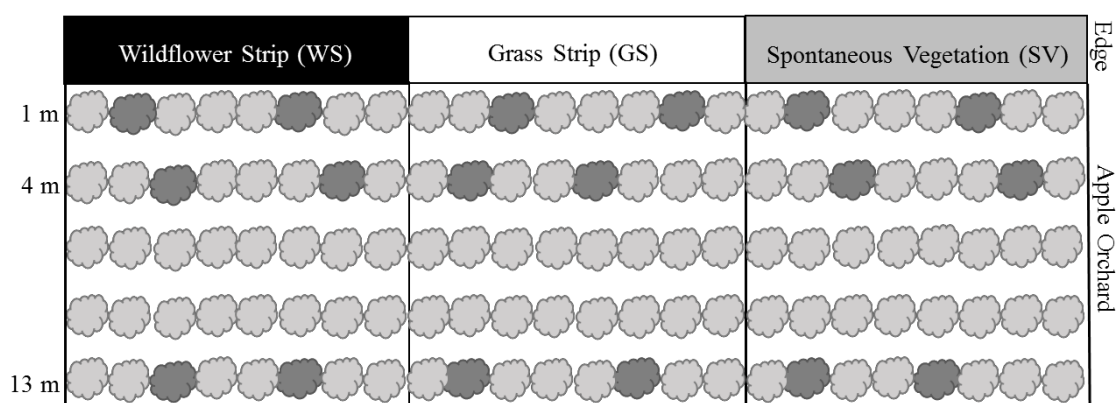 Wildflower Strip (WS)
Grass Strip (GS)
Spontaneous Vegetation (SV)
Edge
1 m
4 m
13 m
Apple Orchard